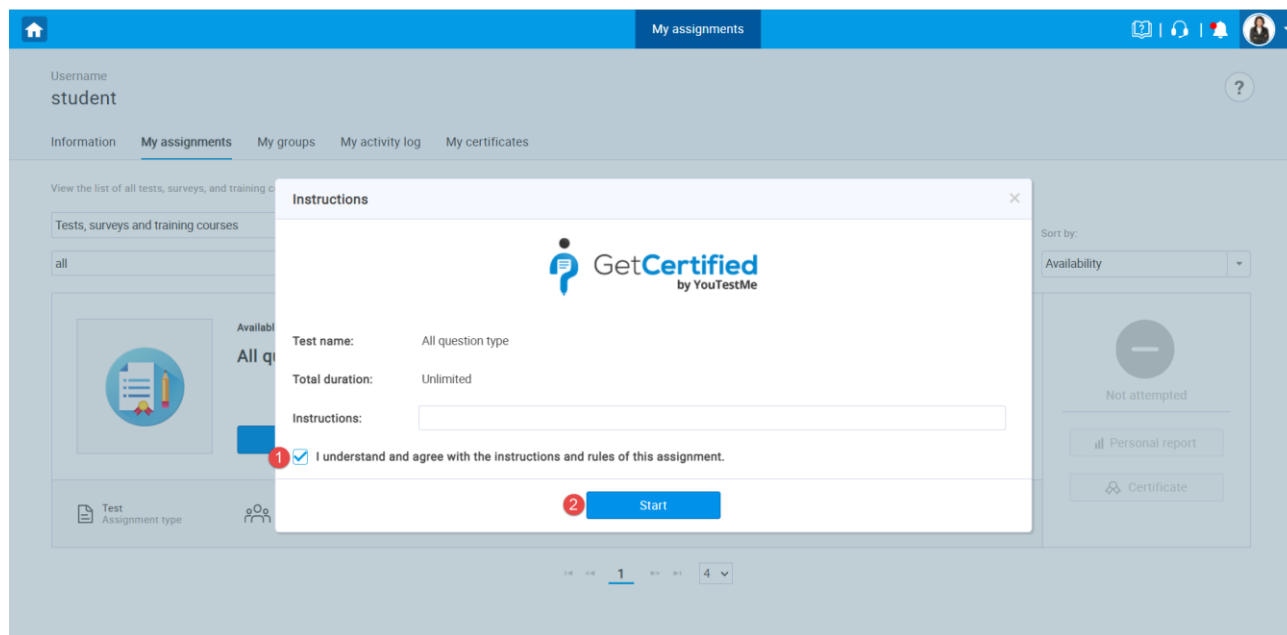 My assignments
Username
student
?
Information My assignments My groups My activity log My certificates
View the list of all tests, surveys, and training
Instructions
Tests, surveys and training courses
Sort by:
all
Availability
GetCertified
by YouTestMe
Test name: All question type
Total duration: Unlimited
Instructions:
1 I understand and agree with the instructions and rules of this assignment.
2 Start
Not attempted
Personal report
Certificate
Test
Assignment type
1 4